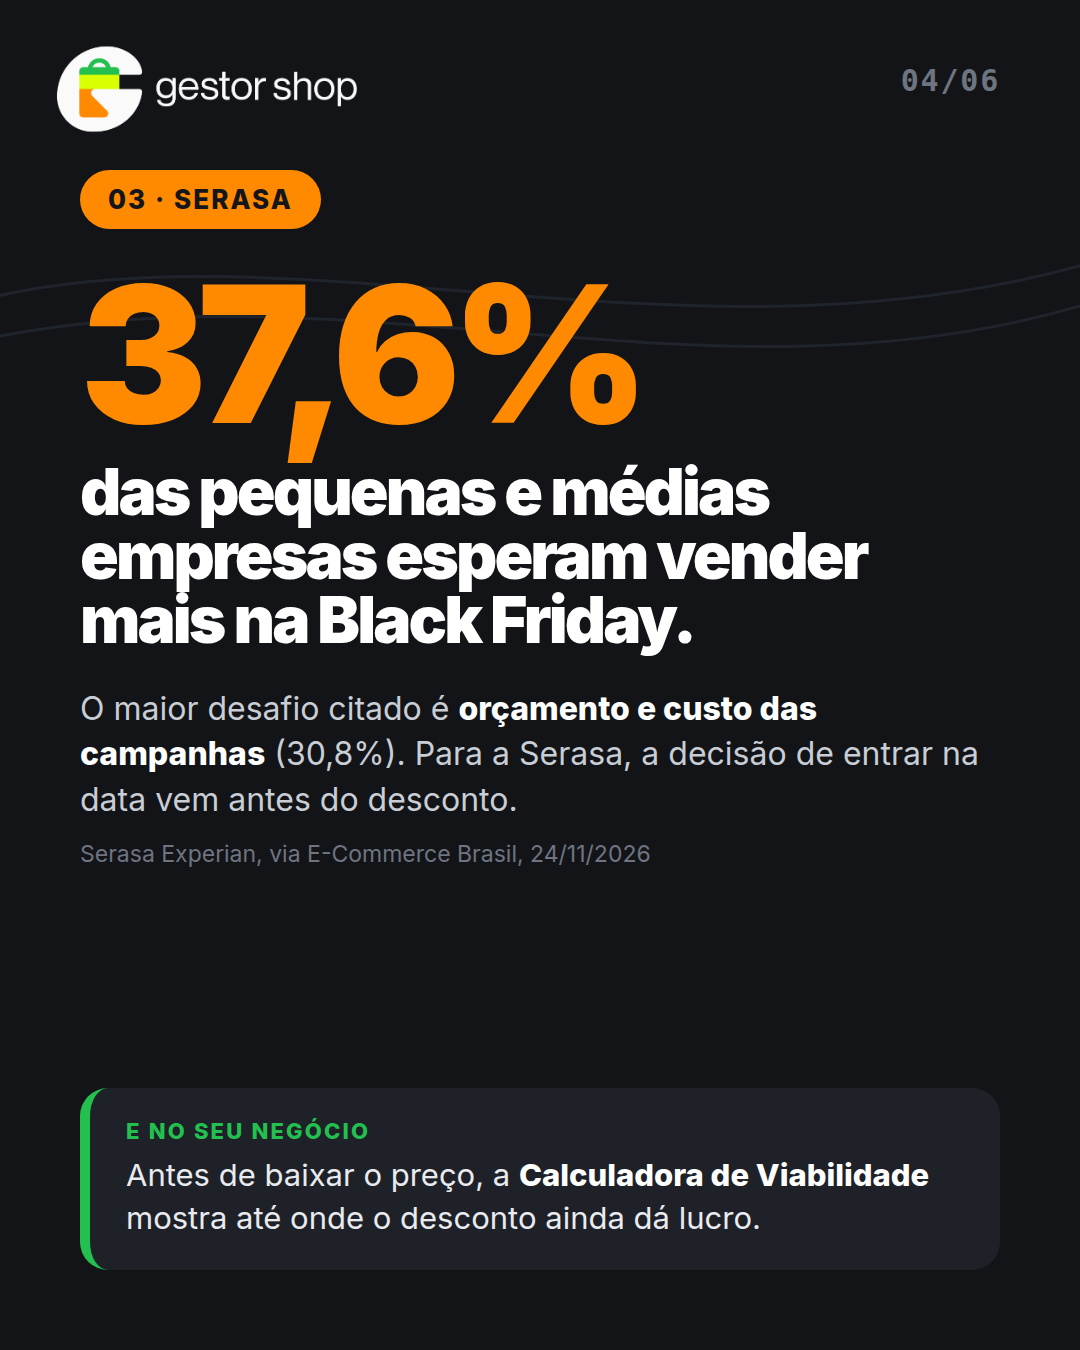 gestor shop
04/06
03 · SERASA
37,6%
das pequenas e médias
empresas esperam vender
mais na Black Friday.
O maior desafio citado é orçamento e custo das
campanhas (30,8%). Para a Serasa, a decisão de entrar na
data vem antes do desconto.
Serasa Experian, via E-Commerce Brasil, 24/11/2026
E NO SEU NEGÓCIO
Antes de baixar o preço, a Calculadora de Viabilidade
mostra até onde o desconto ainda dá lucro.